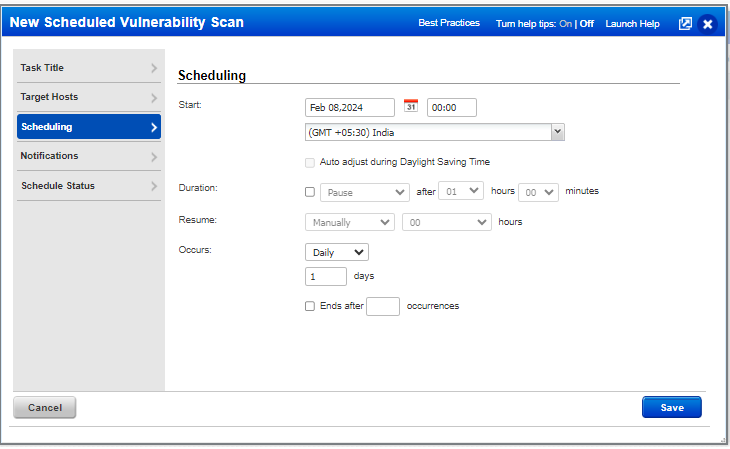 New Scheduled Vulnerability Scan
Best Practices
Turn help tips: On | Off
Launch Help
Task Title
Target Hosts
Scheduling
Notifications
Schedule Status
Scheduling
Start:
Feb 08,2024
31
00:00
(GMT +05:30) India
Auto adjust during Daylight Saving Time
Duration:
Pause
after
01
hours
00
minutes
Resume:
Manually
00
hours
Occurs:
Daily
1
days
Ends after
occurrences
Cancel
Save